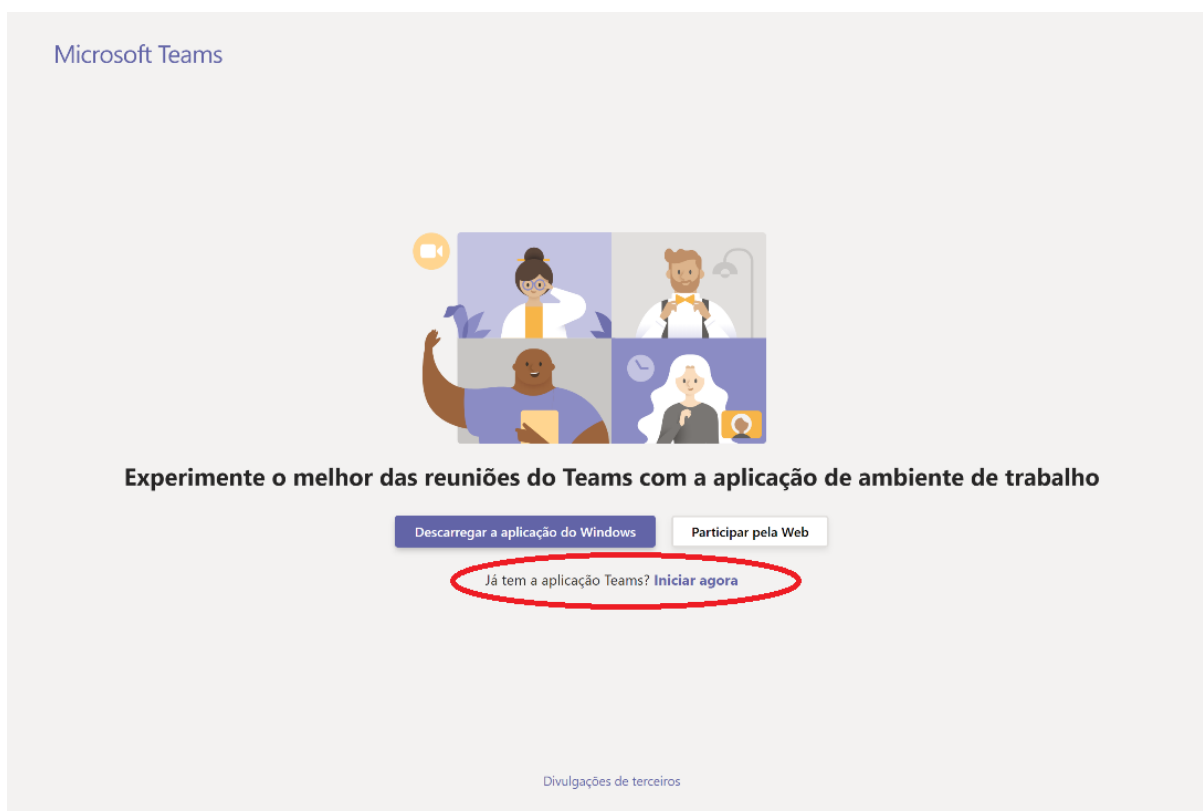 Microsoft Teams
Experimente o melhor das reuniões do Teams com a aplicação de ambiente de trabalho
Descarregar a aplicação do Windows
Participar pela Web
Já tem a aplicação Teams? Iniciar agora
Divulgações de terceiros